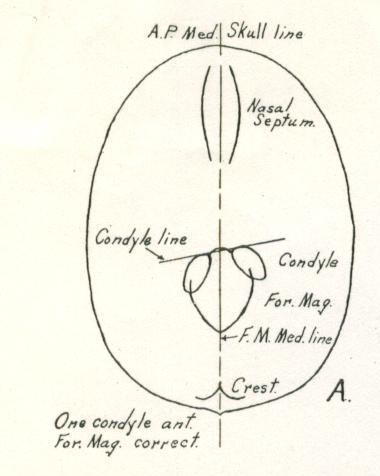 A.P. Med. Skull line
Nasal
Septum.
Condyle line
Condyle
For. Mag.
F.M. Med. line
Crest.
A.
One condyle ant.
For. Mag. correct.